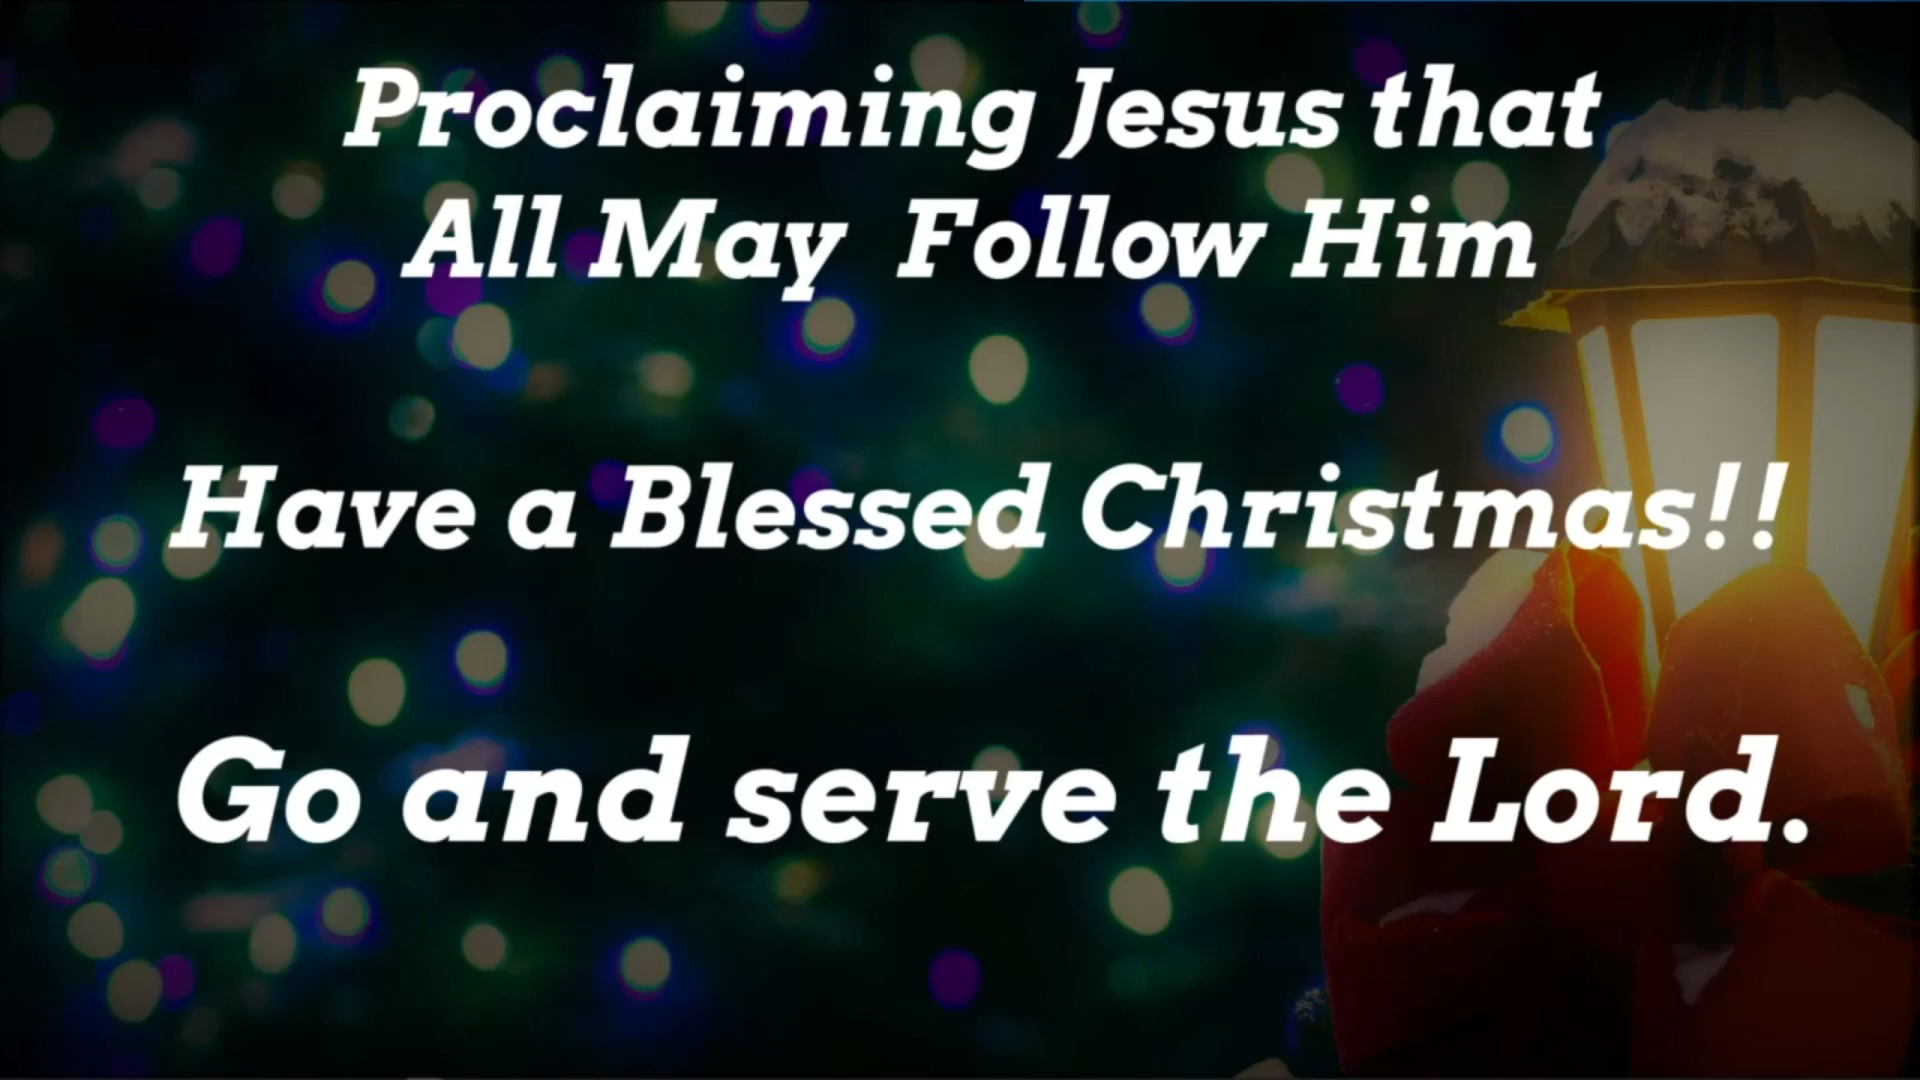 Proclaiming Jesus that
All May  Follow Him
Have a Blessed Christmas!!
Go and serve the Lord.